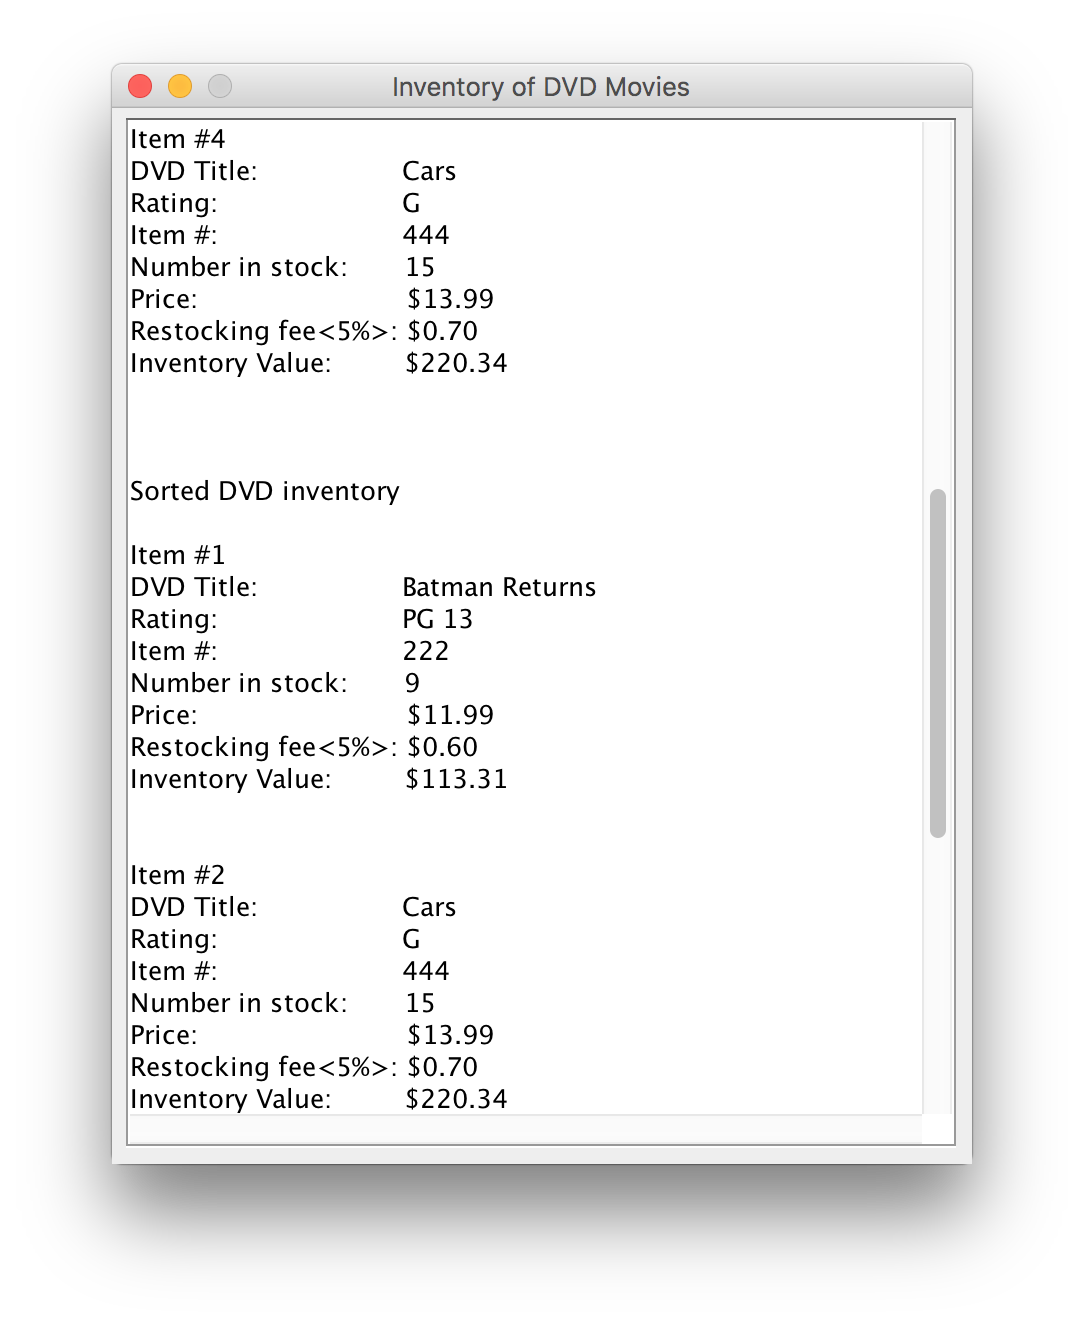 Inventory of DVD Movies
Item #4
DVD Title: Cars
Rating: G
Item #: 444
Number in stock: 15
Price: $13.99
Restocking fee<5%>: $0.70
Inventory Value: $220.34
Sorted DVD inventory
Item #1
DVD Title: Batman Returns
Rating: PG 13
Item #: 222
Number in stock: 9
Price: $11.99
Restocking fee<5%>: $0.60
Inventory Value: $113.31
Item #2
DVD Title: Cars
Rating: G
Item #: 444
Number in stock: 15
Price: $13.99
Restocking fee<5%>: $0.70
Inventory Value: $220.34